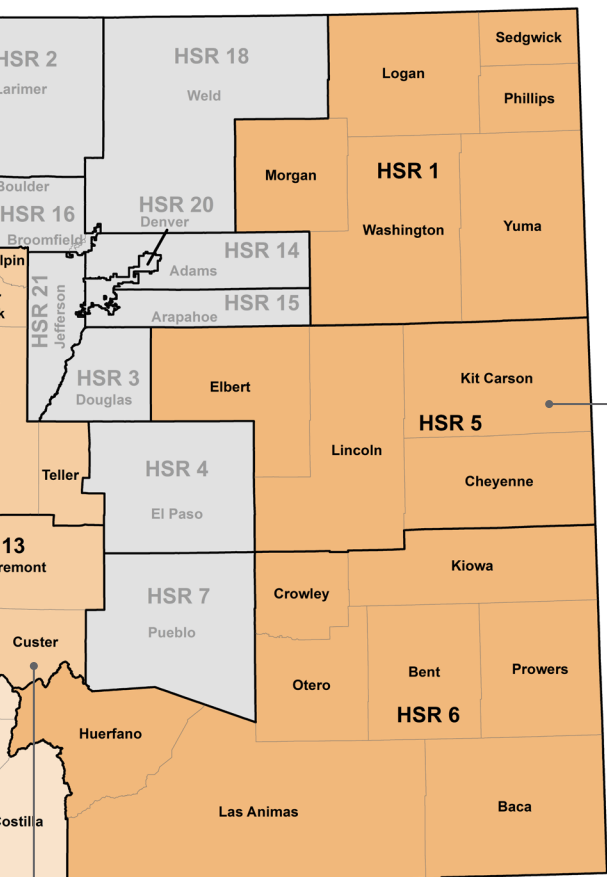 Sedgwick
HSR 2
HSR 18
Logan
Larimer
Weld
Phillips
HSR 1
Morgan
Boulder
HSR 20
HSR 16
Denver
Yuma
Washington
Broomfield
HSR 14
lpin
Adams
k
HSR 21
Jefferson
HSR 15
Arapahoe
HSR 3
Kit Carson
Elbert
Douglas
HSR 5
Lincoln
HSR 4
Teller
Cheyenne
El Paso
13
Kiowa
remont
HSR 7
Crowley
Pueblo
Custer
Prowers
Bent
Otero
HSR 6
Huerfano
Baca
Las Animas
Costilla